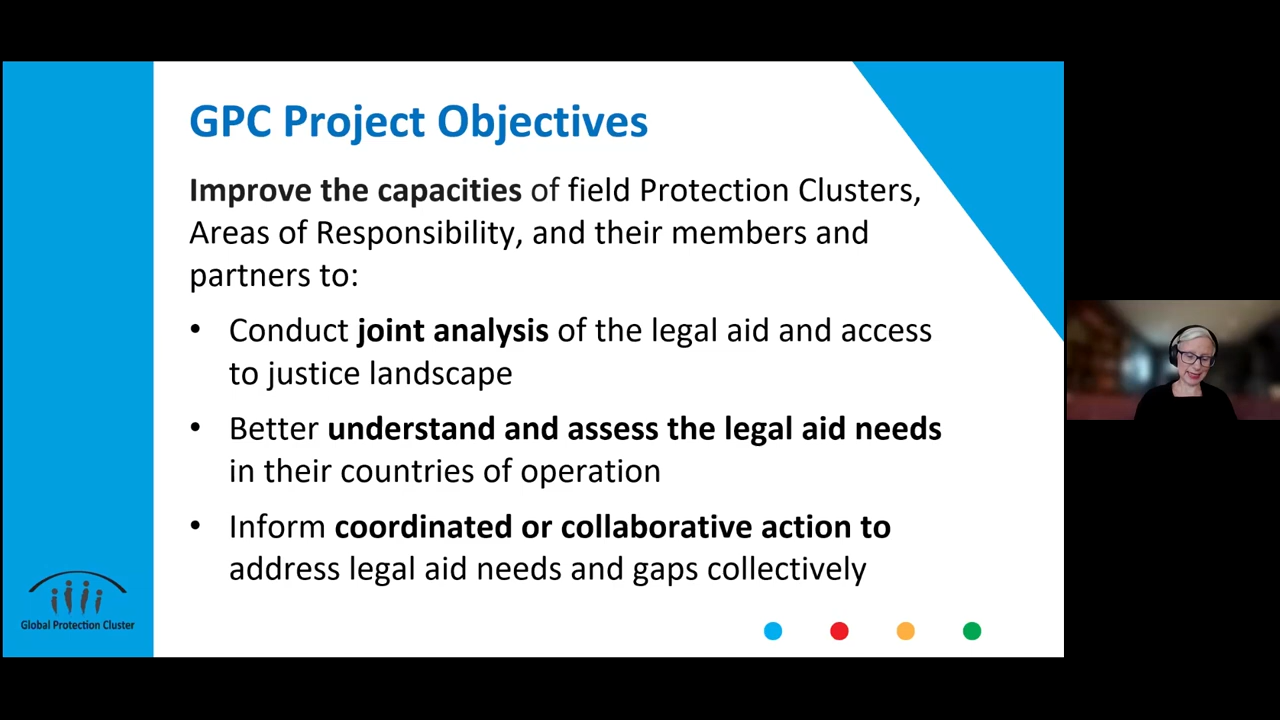 GPC Project Objectives
Improve the capacities of field Protection Clusters,
Areas of Responsibility, and their members and
partners to:
• Conduct joint analysis of the legal aid and access
to justice landscape
• Better understand and assess the legal aid needs
in their countries of operation
• Inform coordinated or collaborative action to
address legal aid needs and gaps collectively
Global Protection Cluster